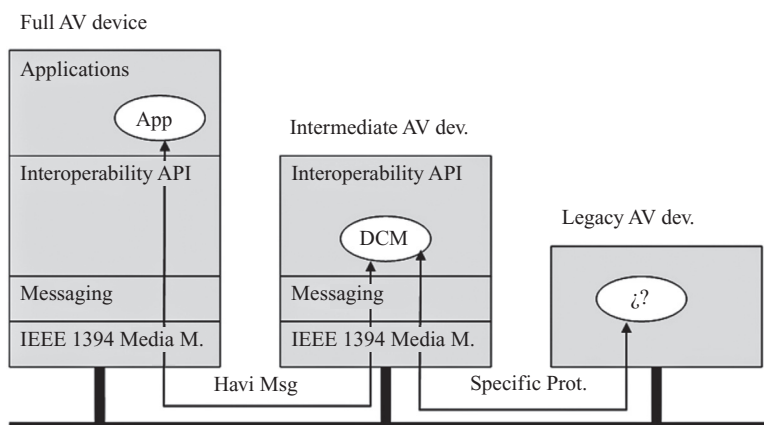 Full AV device
Applications
App
Interoperability API
Messaging
IEEE 1394 Media M.
Intermediate AV dev.
Interoperability API
DCM
Messaging
IEEE 1394 Media M.
Legacy AV dev.
¿?
Havi Msg
Specific Prot.